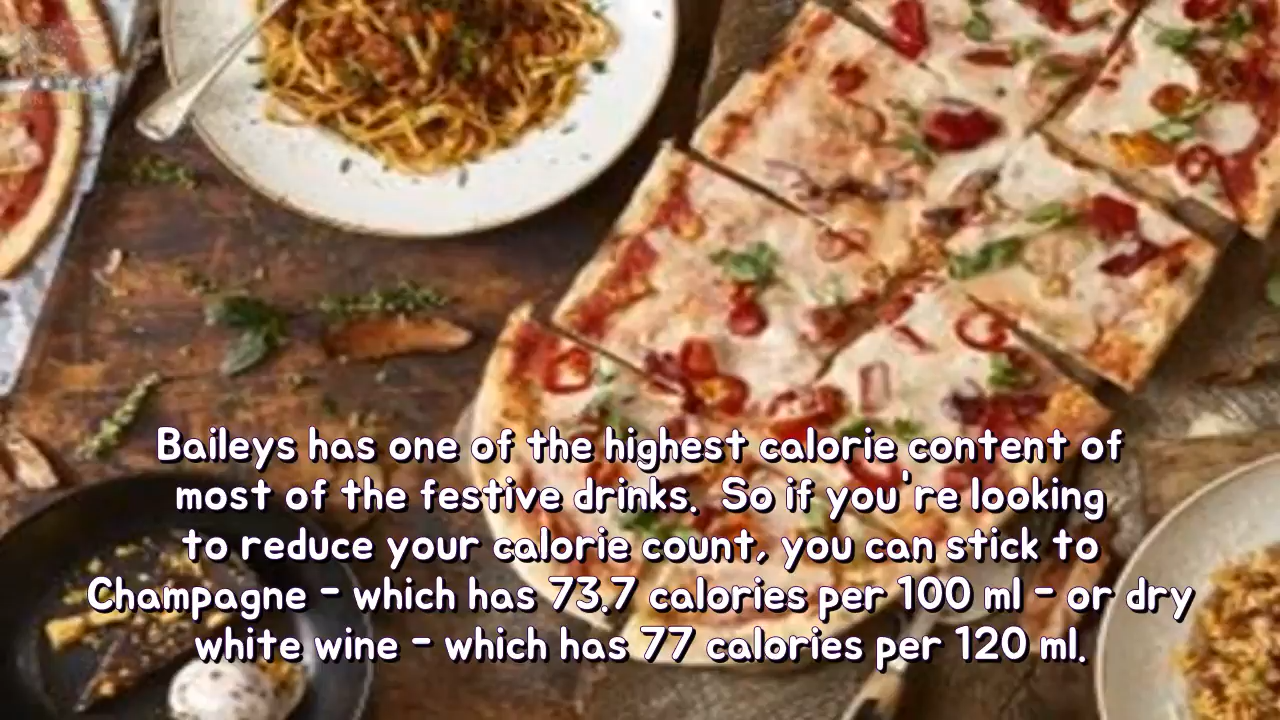 Baileys has one of the highest calorie content of
most of the festive drinks. So if you're looking
to reduce your calorie count, you can stick to
Champagne - which has 73.7 calories per 100 ml - or dry
white wine - which has 77 calories per 120 ml.